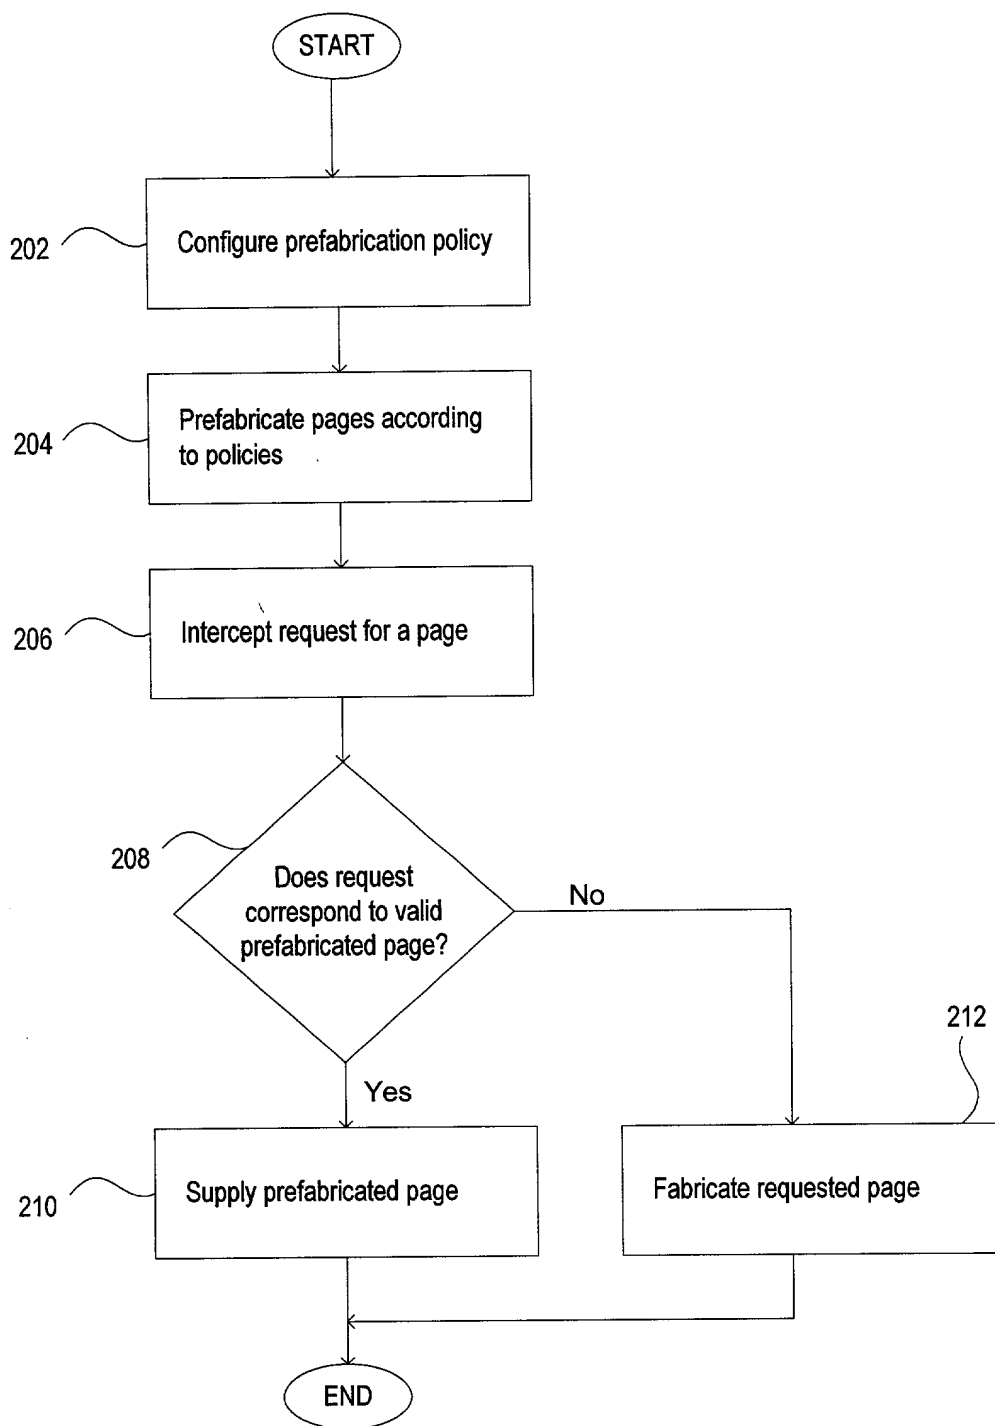 START
202
Configure prefabrication policy
204
Prefabricate pages according
to policies
206
Intercept request for a page
208
Does request
correspond to valid
prefabricated page?
No
Yes
212
210
Supply prefabricated page
Fabricate requested page
END